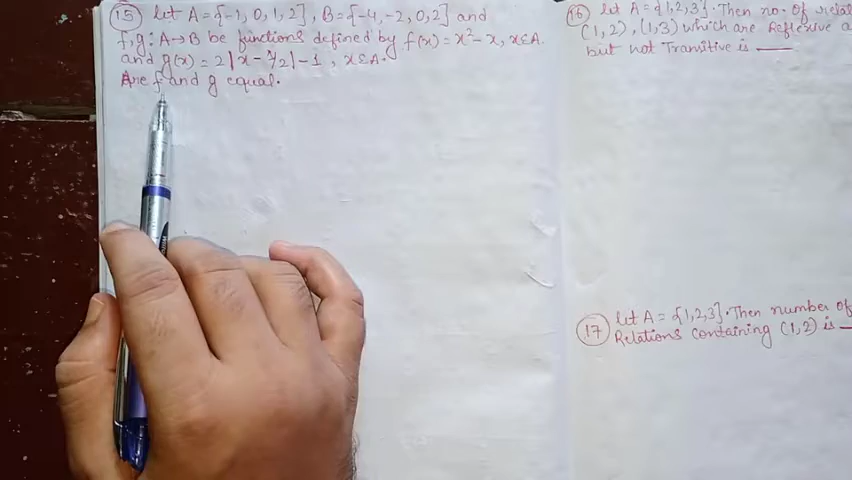 (15) let A={-1, 0, 1, 2}, B={-4, -2, 0, 2} and
f,g: A→B be functions defined by f(x) = x²-x, x∈A
and g(x) = 2|x - 1/2| - 1, x∈A.
Are f and g equal.
(16) let A = {1,2,3}. Then no. of relat
(1,2), (1,3) which are Reflexive a
but not Transitive is ___
(17) let A = {1,2,3}. Then number of
Relations containing (1,2) is _